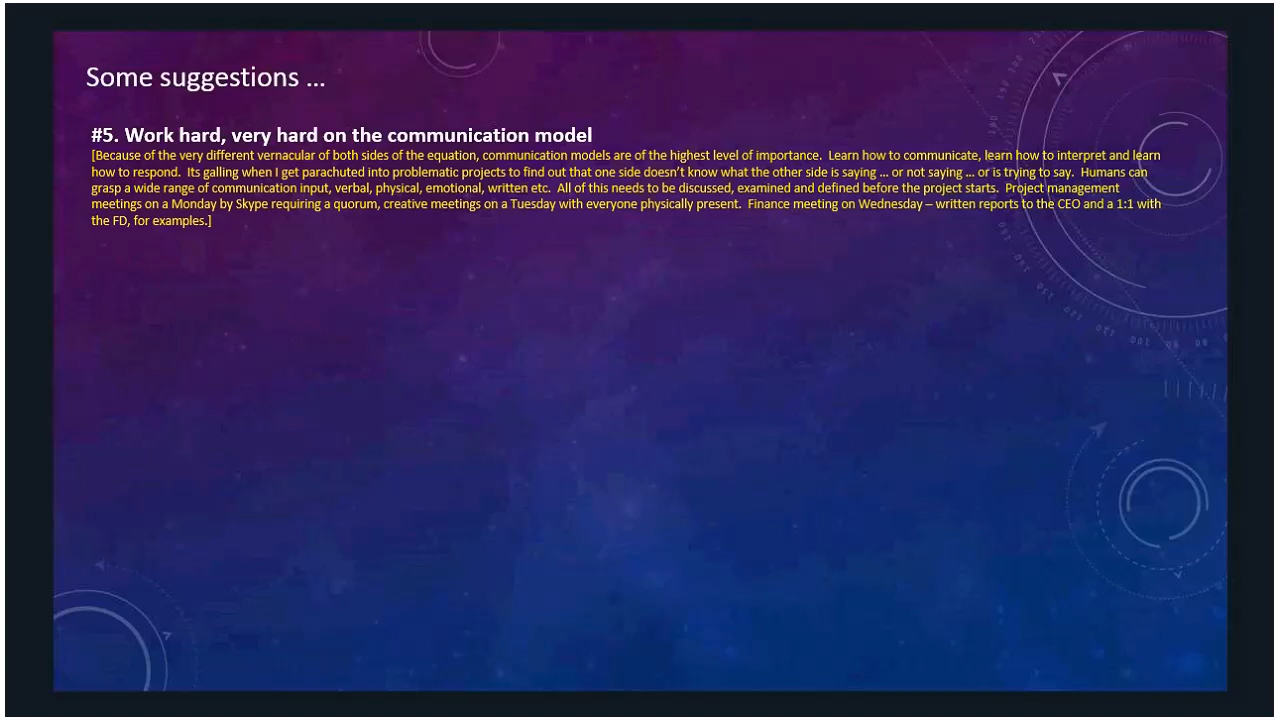 Some suggestions …
#5. Work hard, very hard on the communication model
[Because of the very different vernacular of both sides of the equation, communication models are of the highest level of importance.  Learn how to communicate, learn how to interpret and learn
how to respond.  Its galling when I get parachuted into problematic projects to find out that one side doesn't know what the other side is saying … or not saying … or is trying to say.  Humans can
grasp a wide range of communication input, verbal, physical, emotional, written etc.  All of this needs to be discussed, examined and defined before the project starts.  Project management
meetings on a Monday by Skype requiring a quorum, creative meetings on a Tuesday with everyone physically present.  Finance meeting on Wednesday – written reports to the CEO and a 1:1 with
the FD, for examples.]